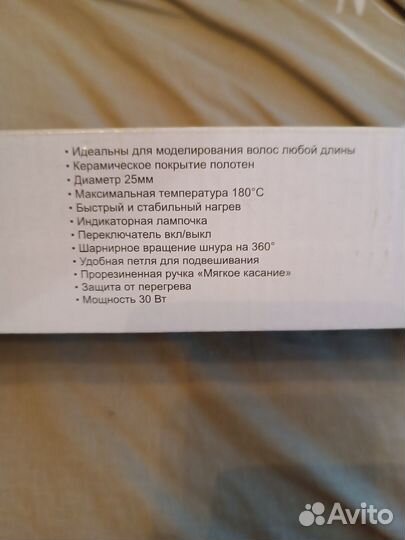 • Идеальны для моделирования волос любой длины
• Керамическое покрытие полотен
• Диаметр 25мм
• Максимальная температура 180°С
• Быстрый и стабильный нагрев
• Индикаторная лампочка
• Переключатель вкл/выкл
• Шарнирное вращение шнура на 360°
• Удобная петля для подвешивания
• Прорезиненная ручка «Мягкое касание»
• Защита от перегрева
• Мощность 30 Вт
Avito